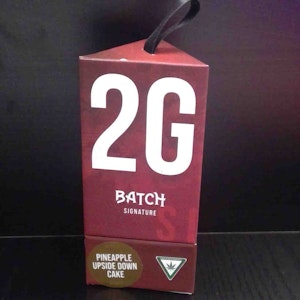 2G
BATCH
SIGNATURE
PINEAPPLE
UPSIDE DOWN
CAKE